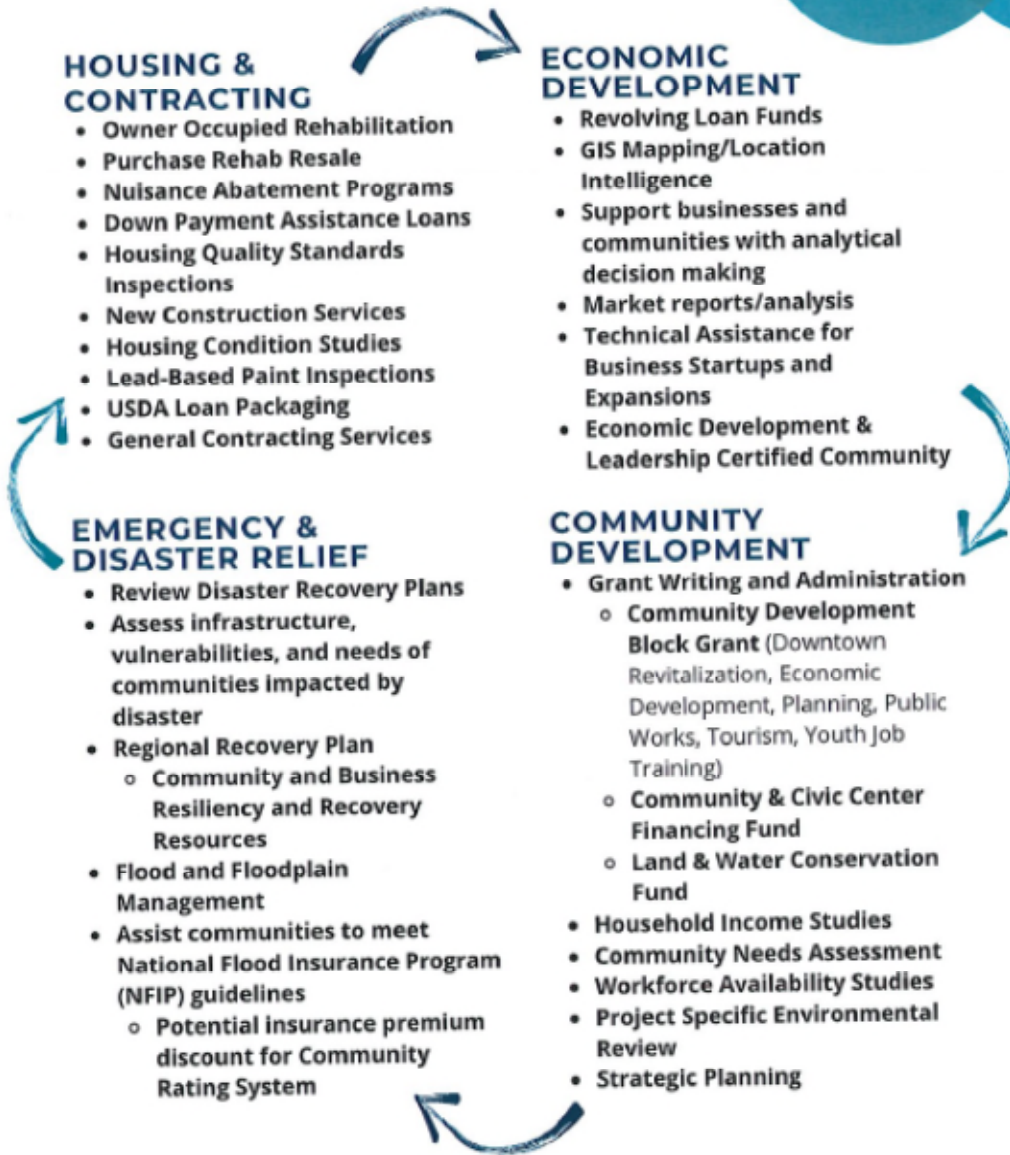 HOUSING &
CONTRACTING
• Owner Occupied Rehabilitation
• Purchase Rehab Resale
• Nuisance Abatement Programs
• Down Payment Assistance Loans
• Housing Quality Standards
Inspections
• New Construction Services
• Housing Condition Studies
• Lead-Based Paint Inspections
• USDA Loan Packaging
• General Contracting Services
ECONOMIC
DEVELOPMENT
• Revolving Loan Funds
• GIS Mapping/Location
Intelligence
• Support businesses and
communities with analytical
decision making
• Market reports/analysis
• Technical Assistance for
Business Startups and
Expansions
• Economic Development &
Leadership Certified Community
EMERGENCY &
DISASTER RELIEF
• Review Disaster Recovery Plans
• Assess infrastructure,
vulnerabilities, and needs of
communities impacted by
disaster
• Regional Recovery Plan
○ Community and Business
Resiliency and Recovery
Resources
• Flood and Floodplain
Management
• Assist communities to meet
National Flood Insurance Program
(NFIP) guidelines
○ Potential insurance premium
discount for Community
Rating System
COMMUNITY
DEVELOPMENT
• Grant Writing and Administration
○ Community Development
Block Grant (Downtown
Revitalization, Economic
Development, Planning, Public
Works, Tourism, Youth Job
Training)
○ Community & Civic Center
Financing Fund
○ Land & Water Conservation
Fund
• Household Income Studies
• Community Needs Assessment
• Workforce Availability Studies
• Project Specific Environmental
Review
• Strategic Planning